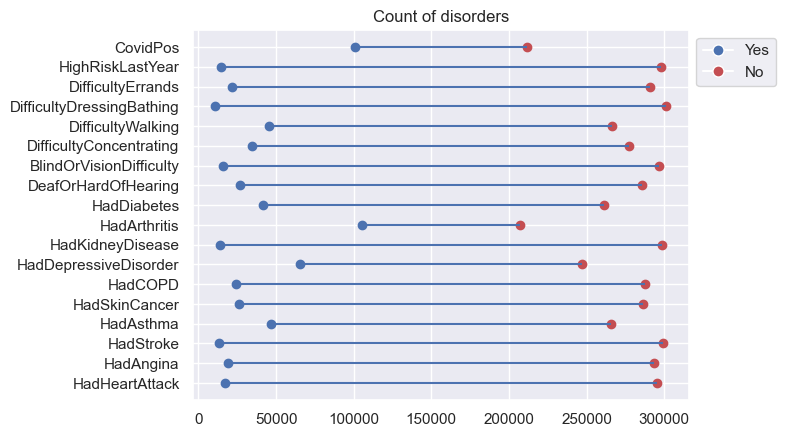 Count of disorders
CovidPos
HighRiskLastYear
DifficultyErrands
DifficultyDressingBathing
DifficultyWalking
DifficultyConcentrating
BlindOrVisionDifficulty
DeafOrHardOfHearing
HadDiabetes
HadArthritis
HadKidneyDisease
HadDepressiveDisorder
HadCOPD
HadSkinCancer
HadAsthma
HadStroke
HadAngina
HadHeartAttack
0 50000 100000 150000 200000 250000 300000
Yes
No